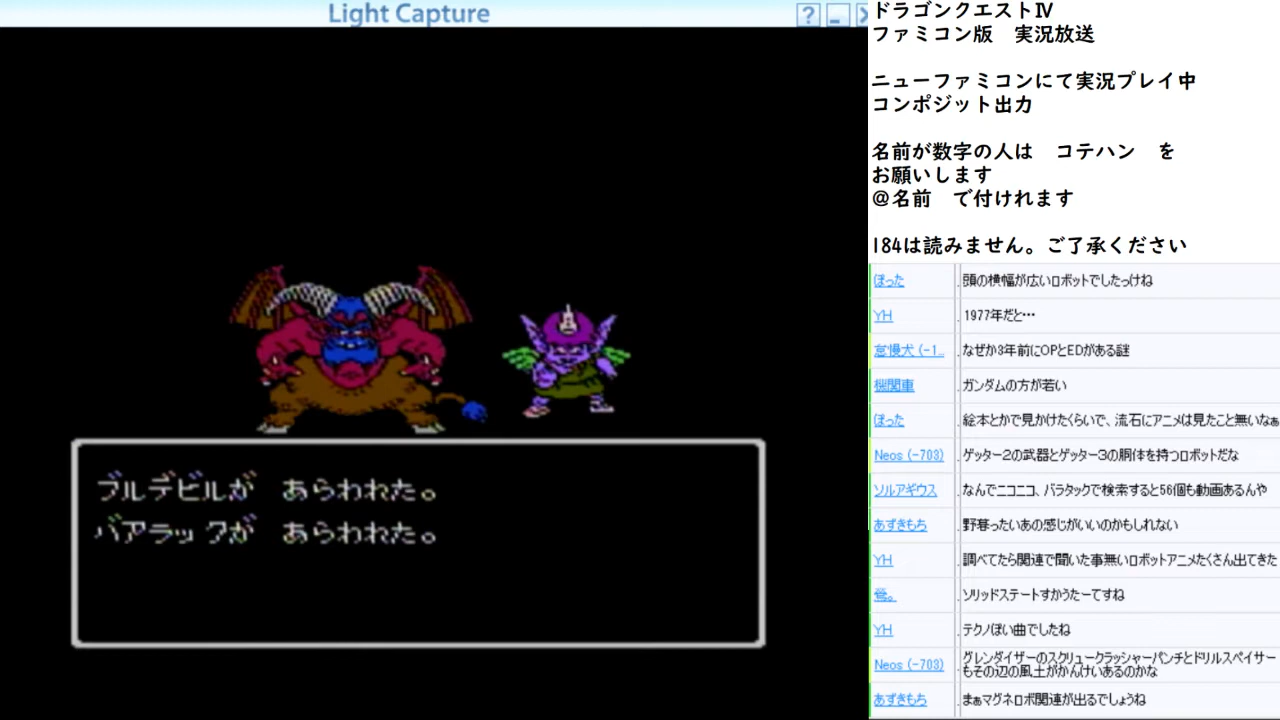 Light Capture
ドラゴンクエストⅣ
ファミコン版　実況放送
ニューファミコンにて実況プレイ中
コンポジット出力
名前が数字の人は　コテハン　を
お願いします
@名前　で付けれます
184は読みません。ご了承ください
ブルデビルが　あらわれた。
バアラックが　あらわれた。
ぽった 頭の横幅が広いロボットでしたっけね
YH 1977年だと…
怠慢犬 (-1... なぜか3年前にOPとEDがある謎
機関車 ガンダムの方が若い
ぽった 絵本とかで見かけたくらいで、流石にアニメは見たこと無いなぁ
Neos (-703) ゲッター2の武器とゲッター3の胴体を持つロボットだな
ソルアギウス なんでニコニコ、バラタックで検索すると56個も動画あるんや
あずきもち 野暮ったいあの感じがいいのかもしれない
YH 調べてたら関連で聞いた事無いロボットアニメたくさん出てきた
ソリッドステートすかうたーてすね
YH テクノぽい曲でしたね
Neos (-703) グレンダイザーのスクリュークラッシャーパンチとドリルスペイサー
もその辺の風土がかんけいあるのかな
あずきもち まぁマグネロボ関連が出るでしょうね